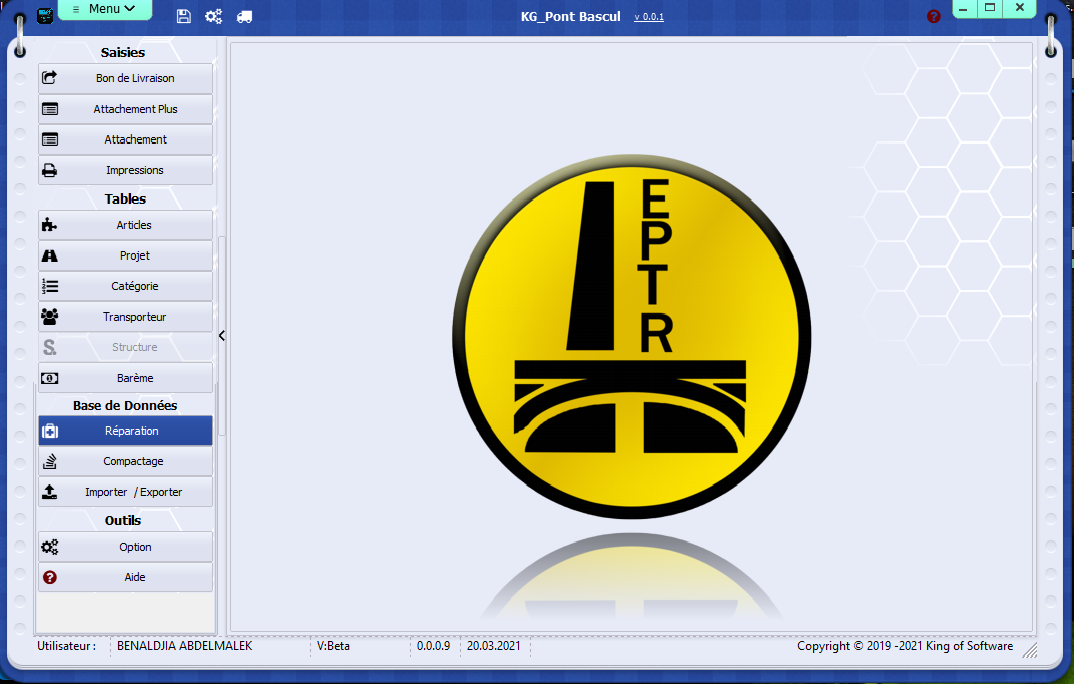 ≡ Menu
KG_Pont Bascul v 0.0.1
Saisies
Bon de Livraison
Attachement Plus
Attachement
Impressions
Tables
Articles
Projet
Catégorie
Transporteur
Structure
Barème
Base de Données
Réparation
Compactage
Importer / Exporter
Outils
Option
Aide
E
P
T
R
Utilisateur : BENALDJIA ABDELMALEK V:Beta 0.0.0.9 20.03.2021 Copyright © 2019 -2021 King of Software